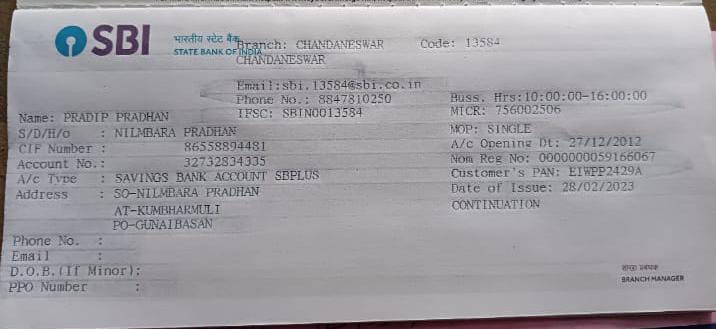 SBI
भारतीय स्टेट बैंक
STATE BANK OF INDIA
Branch: CHANDANESWAR Code: 13584
CHANDANESWAR
Email:sbi.13584@sbi.co.in
Phone No.: 8847810250 Buss. Hrs:10:00:00-16:00:00
IFSC: SBIN0013584 MICR: 756002506
Name: PRADIP PRADHAN MOP: SINGLE
S/D/H/o : NILMBARA PRADHAN A/c Opening Dt: 27/12/2012
CIF Number : 86558894481 Nom Reg No: 0000000059166067
Account No.: 32732834335 Customer's PAN: EIWPP2429A
A/c Type : SAVINGS BANK ACCOUNT SBPLUS Date of Issue: 28/02/2023
Address : SO-NILMBARA PRADHAN CONTINUATION
AT-KUMBHARMULI
PO-GUNAIBASAN
Phone No. :
Email :
D.O.B.(If Minor):
PPO Number :
शाखा प्रबंधक
BRANCH MANAGER